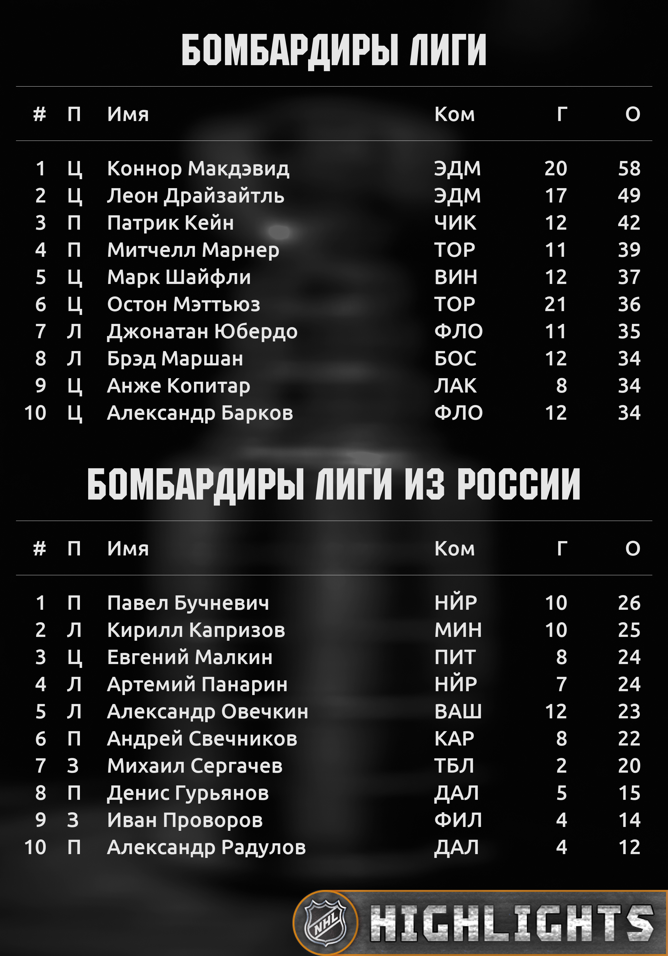 БОМБАРДИРЫ ЛИГИ
# П Имя Ком Г О
1 Ц Коннор Макдэвид ЭДМ 20 58
2 Ц Леон Драйзайтль ЭДМ 17 49
3 П Патрик Кейн ЧИК 12 42
4 П Митчелл Марнер ТОР 11 39
5 Ц Марк Шайфли ВИН 12 37
6 Ц Остон Мэттьюз ТОР 21 36
7 Л Джонатан Юбердо ФЛО 11 35
8 Л Брэд Маршан БОС 12 34
9 Ц Анже Копитар ЛАК 8 34
10 Ц Александр Барков ФЛО 12 34
БОМБАРДИРЫ ЛИГИ ИЗ РОССИИ
# П Имя Ком Г О
1 П Павел Бучневич НЙР 10 26
2 Л Кирилл Капризов МИН 10 25
3 Ц Евгений Малкин ПИТ 8 24
4 Л Артемий Панарин НЙР 7 24
5 Л Александр Овечкин ВАШ 12 23
6 П Андрей Свечников КАР 8 22
7 З Михаил Сергачев ТБЛ 2 20
8 П Денис Гурьянов ДАЛ 5 15
9 З Иван Проворов ФИЛ 4 14
10 П Александр Радулов ДАЛ 4 12
NHL HIGHLIGHTS